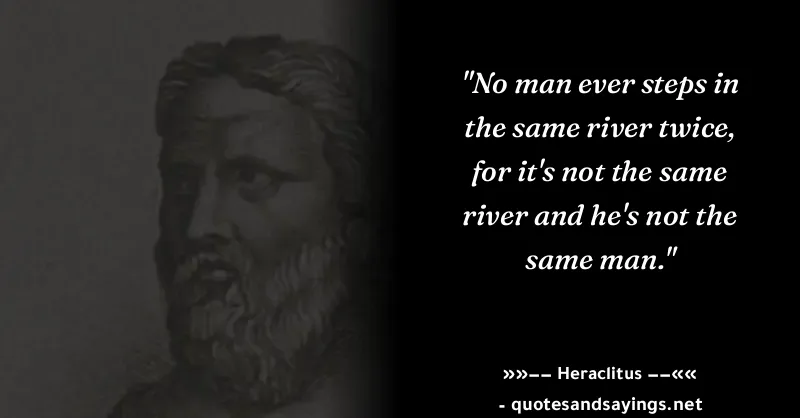 "No man ever steps in
the same river twice,
for it's not the same
river and he's not the
same man."
»»–– Heraclitus ––««
- quotesandsayings.net